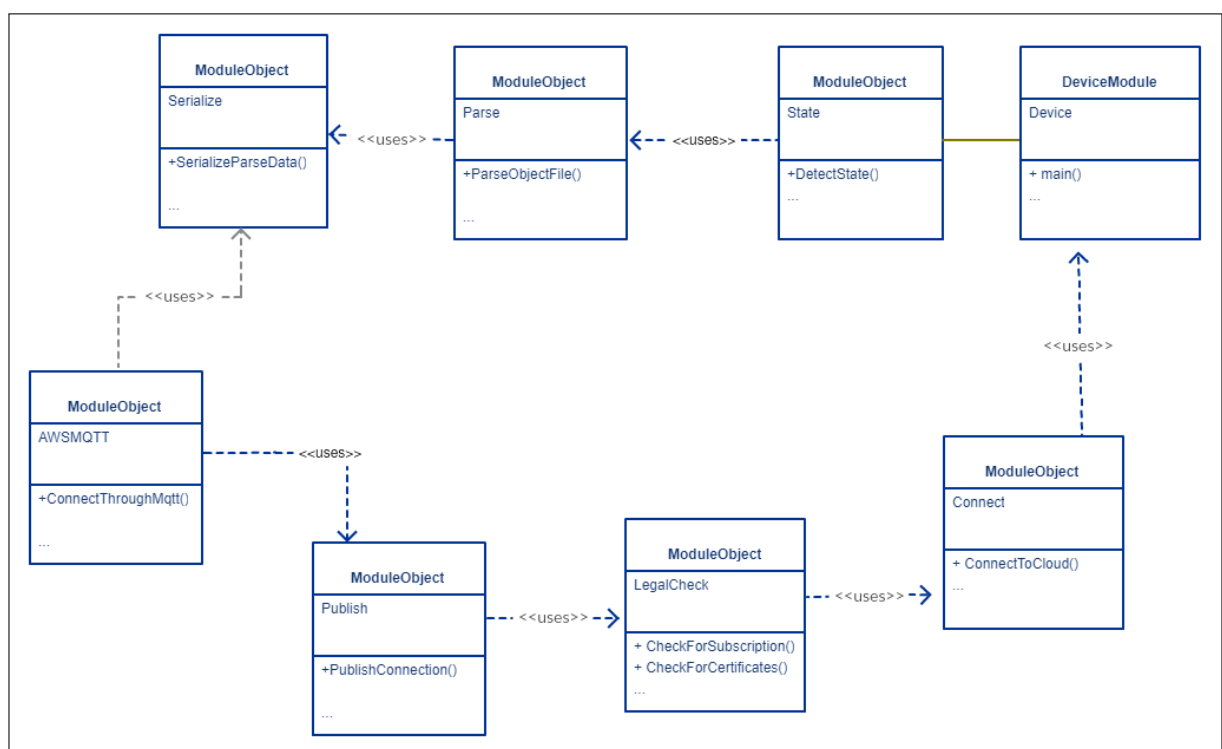 ModuleObject
Serialize
+SerializeParseData()
...
<<uses>>
ModuleObject
Parse
+ParseObjectFile()
...
<<uses>>
ModuleObject
State
+DetectState()
...
DeviceModule
Device
+ main()
...
<<uses>>
<<uses>>
ModuleObject
AWSMQTT
+ConnectThroughMqtt()
...
<<uses>>
ModuleObject
Publish
+PublishConnection()
...
<<uses>>
ModuleObject
LegalCheck
+ CheckForSubscription()
+ CheckForCertificates()
...
<<uses>>
ModuleObject
Connect
+ ConnectToCloud()
...